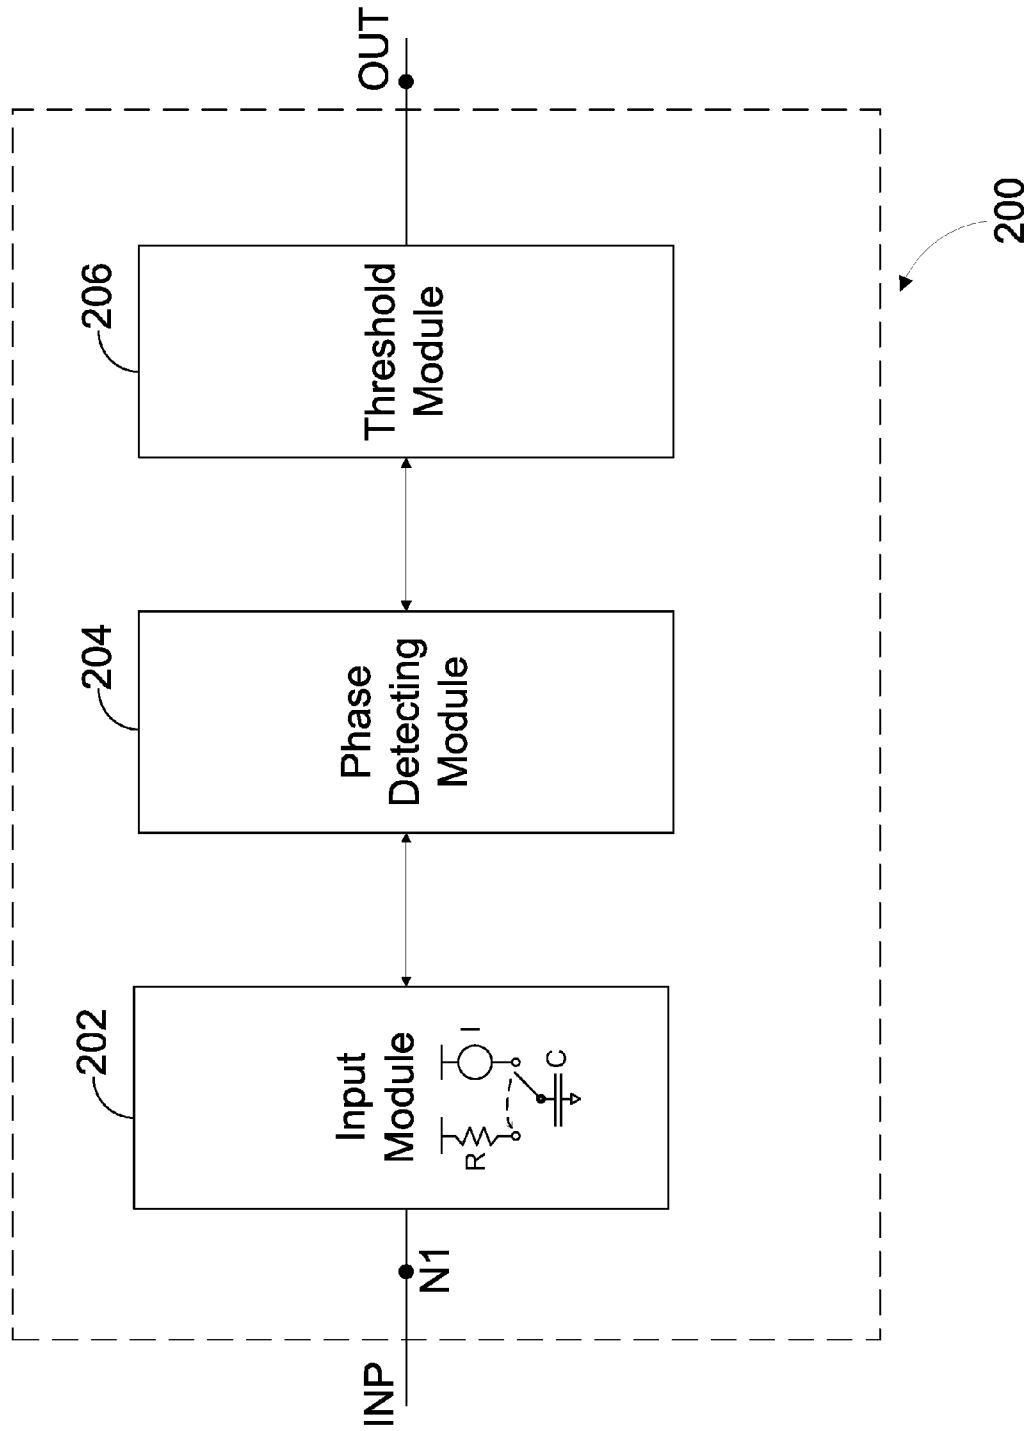 INP
N1
202
Input
Module
R
I
C
204
Phase
Detecting
Module
206
Threshold
Module
OUT
200